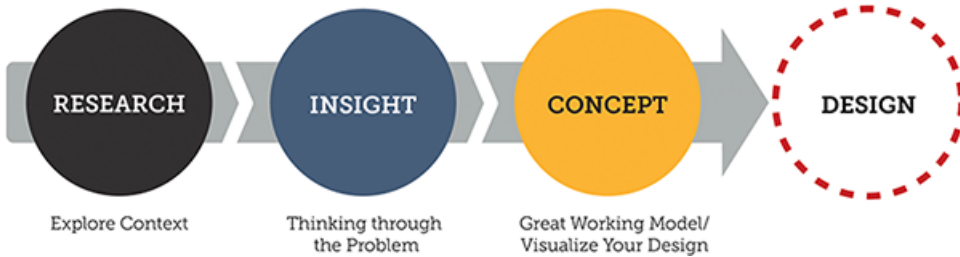 RESEARCH
INSIGHT
CONCEPT
DESIGN
Explore Context
Thinking through
the Problem
Great Working Model/
Visualize Your Design